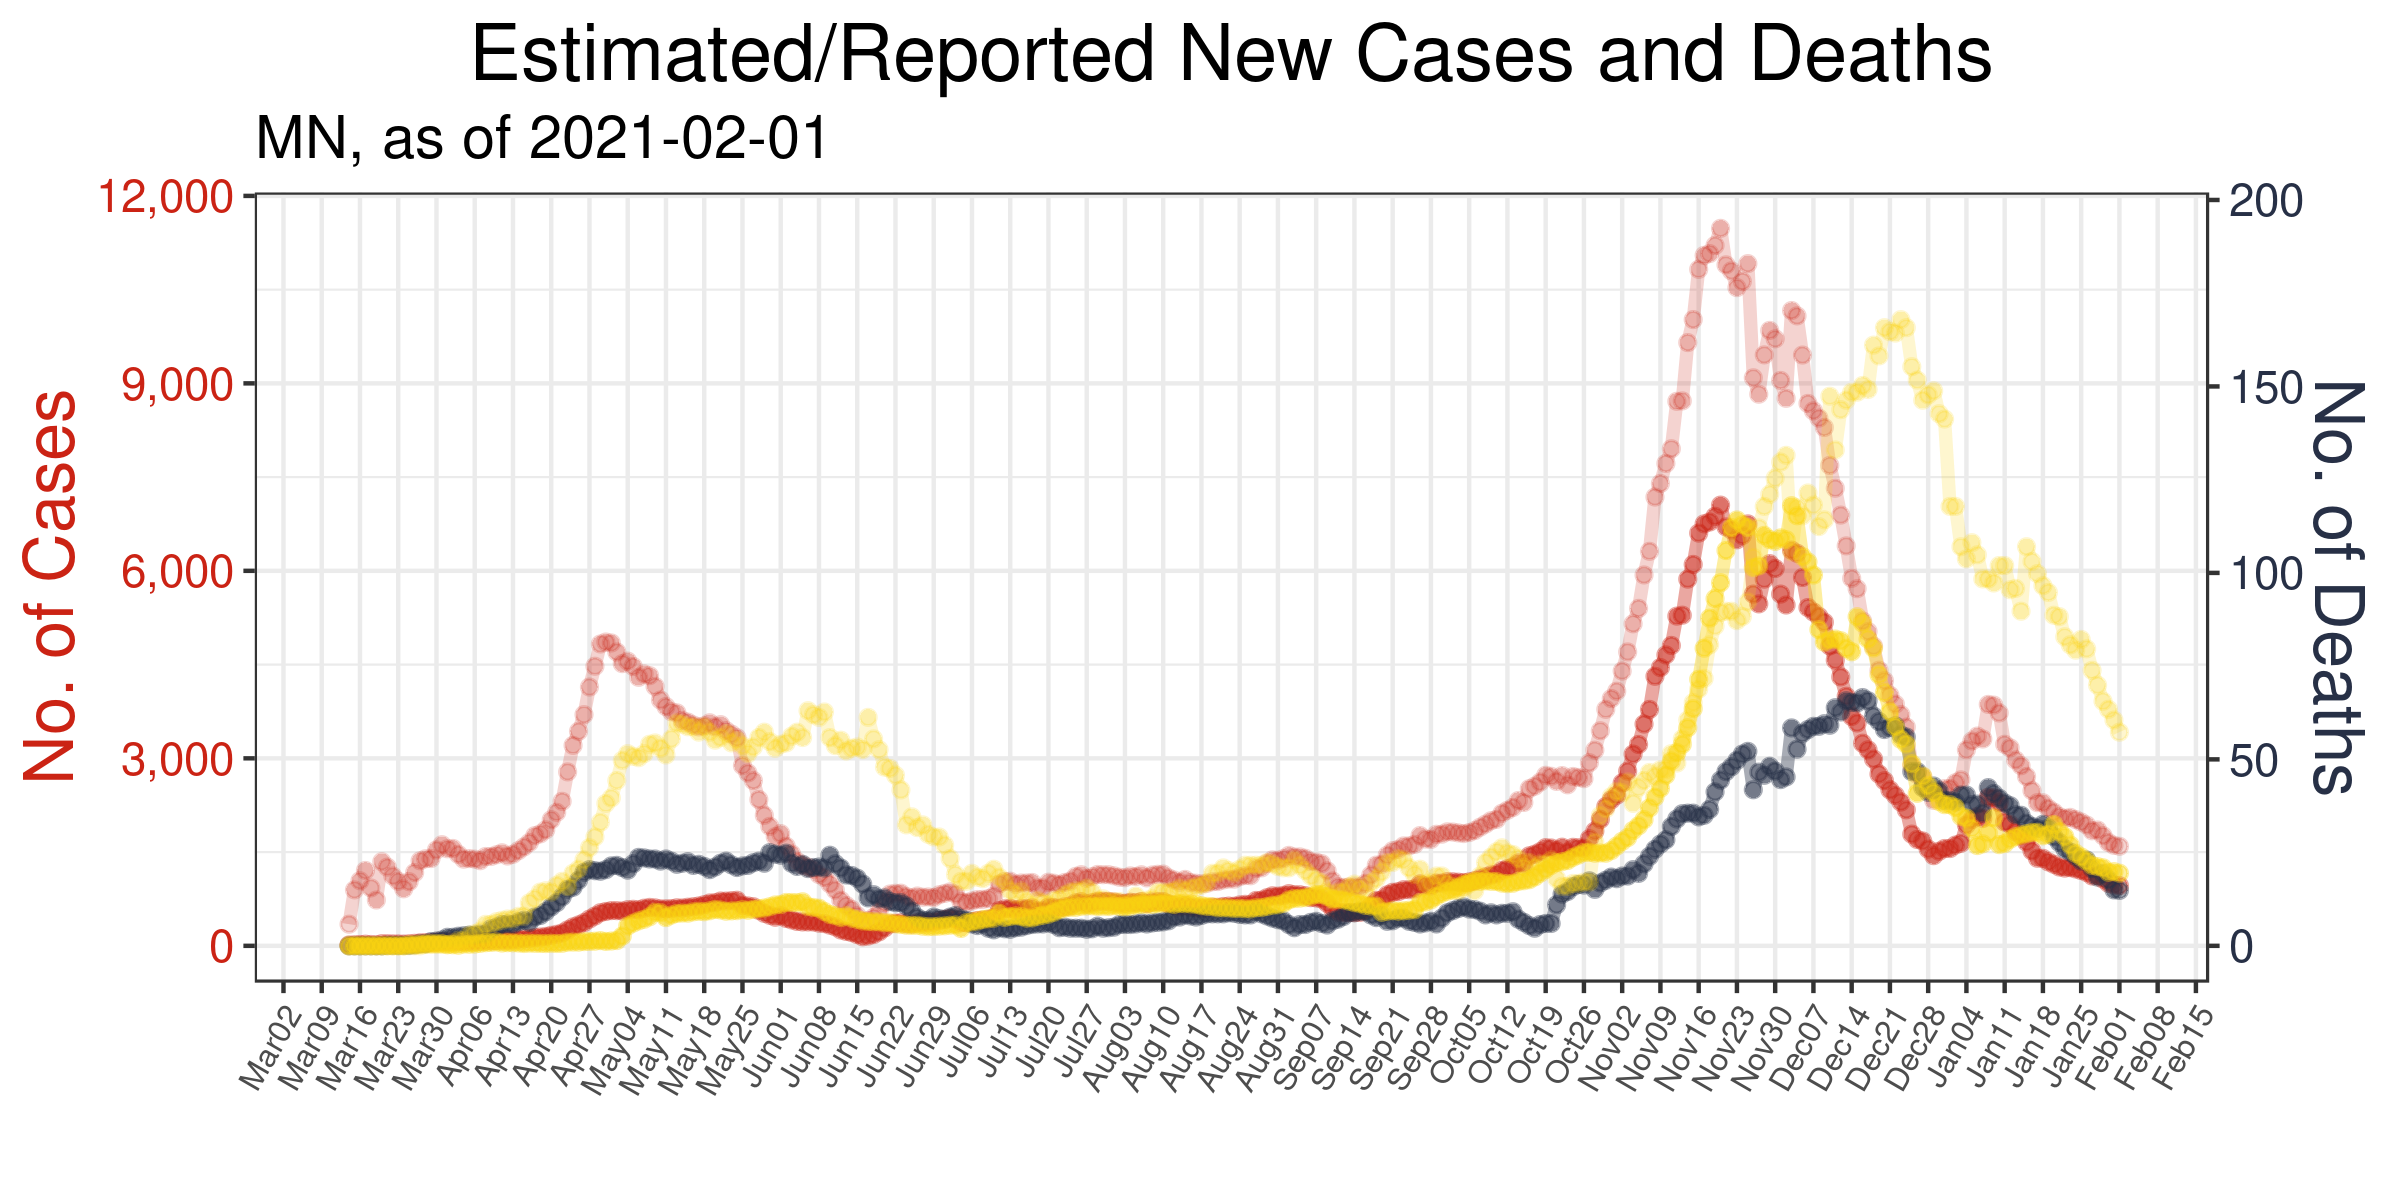 Estimated/Reported New Cases and Deaths
MN, as of 2021-02-01
No. of Cases
12,000
9,000
6,000
3,000
0
200
150
100
50
0
No. of Deaths
Mar02
Mar09
Mar16
Mar23
Mar30
Apr06
Apr13
Apr20
Apr27
May04
May11
May18
May25
Jun01
Jun08
Jun15
Jun22
Jun29
Jul06
Jul13
Jul20
Jul27
Aug03
Aug10
Aug17
Aug24
Aug31
Sep07
Sep14
Sep21
Sep28
Oct05
Oct12
Oct19
Oct26
Nov02
Nov09
Nov16
Nov23
Nov30
Dec07
Dec14
Dec21
Dec28
Jan04
Jan11
Jan18
Jan25
Feb01
Feb08
Feb15